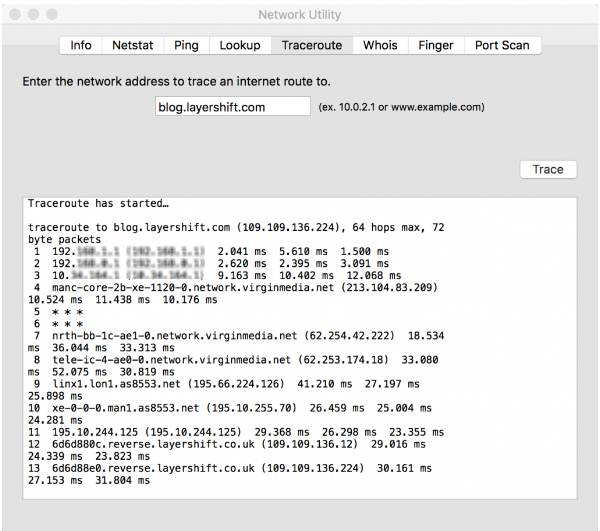 Network Utility
Info Netstat Ping Lookup Traceroute Whois Finger Port Scan
Enter the network address to trace an internet route to.
blog.layershift.com (ex. 10.0.2.1 or www.example.com)
Trace
Traceroute has started…
traceroute to blog.layershift.com (109.109.136.224), 64 hops max, 72
byte packets
1 192. 2.041 ms 5.610 ms 1.500 ms
2 192. 2.620 ms 2.395 ms 3.091 ms
3 10. 9.163 ms 10.402 ms 12.068 ms
4 manc-core-2b-xe-1120-0.network.virginmedia.net (213.104.83.209)
10.524 ms 11.438 ms 10.176 ms
5 * * *
6 * * *
7 nrth-bb-1c-ae1-0.network.virginmedia.net (62.254.42.222) 18.534
ms 36.044 ms 33.313 ms
8 tele-ic-4-ae0-0.network.virginmedia.net (62.253.174.18) 33.080
ms 52.075 ms 30.819 ms
9 linx1.lon1.as8553.net (195.66.224.126) 41.210 ms 27.197 ms
25.898 ms
10 xe-0-0-0.man1.as8553.net (195.10.255.70) 26.459 ms 25.004 ms
24.281 ms
11 195.10.244.125 (195.10.244.125) 29.368 ms 26.298 ms 23.355 ms
12 6d6d880c.reverse.layershift.co.uk (109.109.136.12) 29.016 ms
24.339 ms 23.823 ms
13 6d6d88e0.reverse.layershift.co.uk (109.109.136.224) 30.161 ms
27.153 ms 31.804 ms